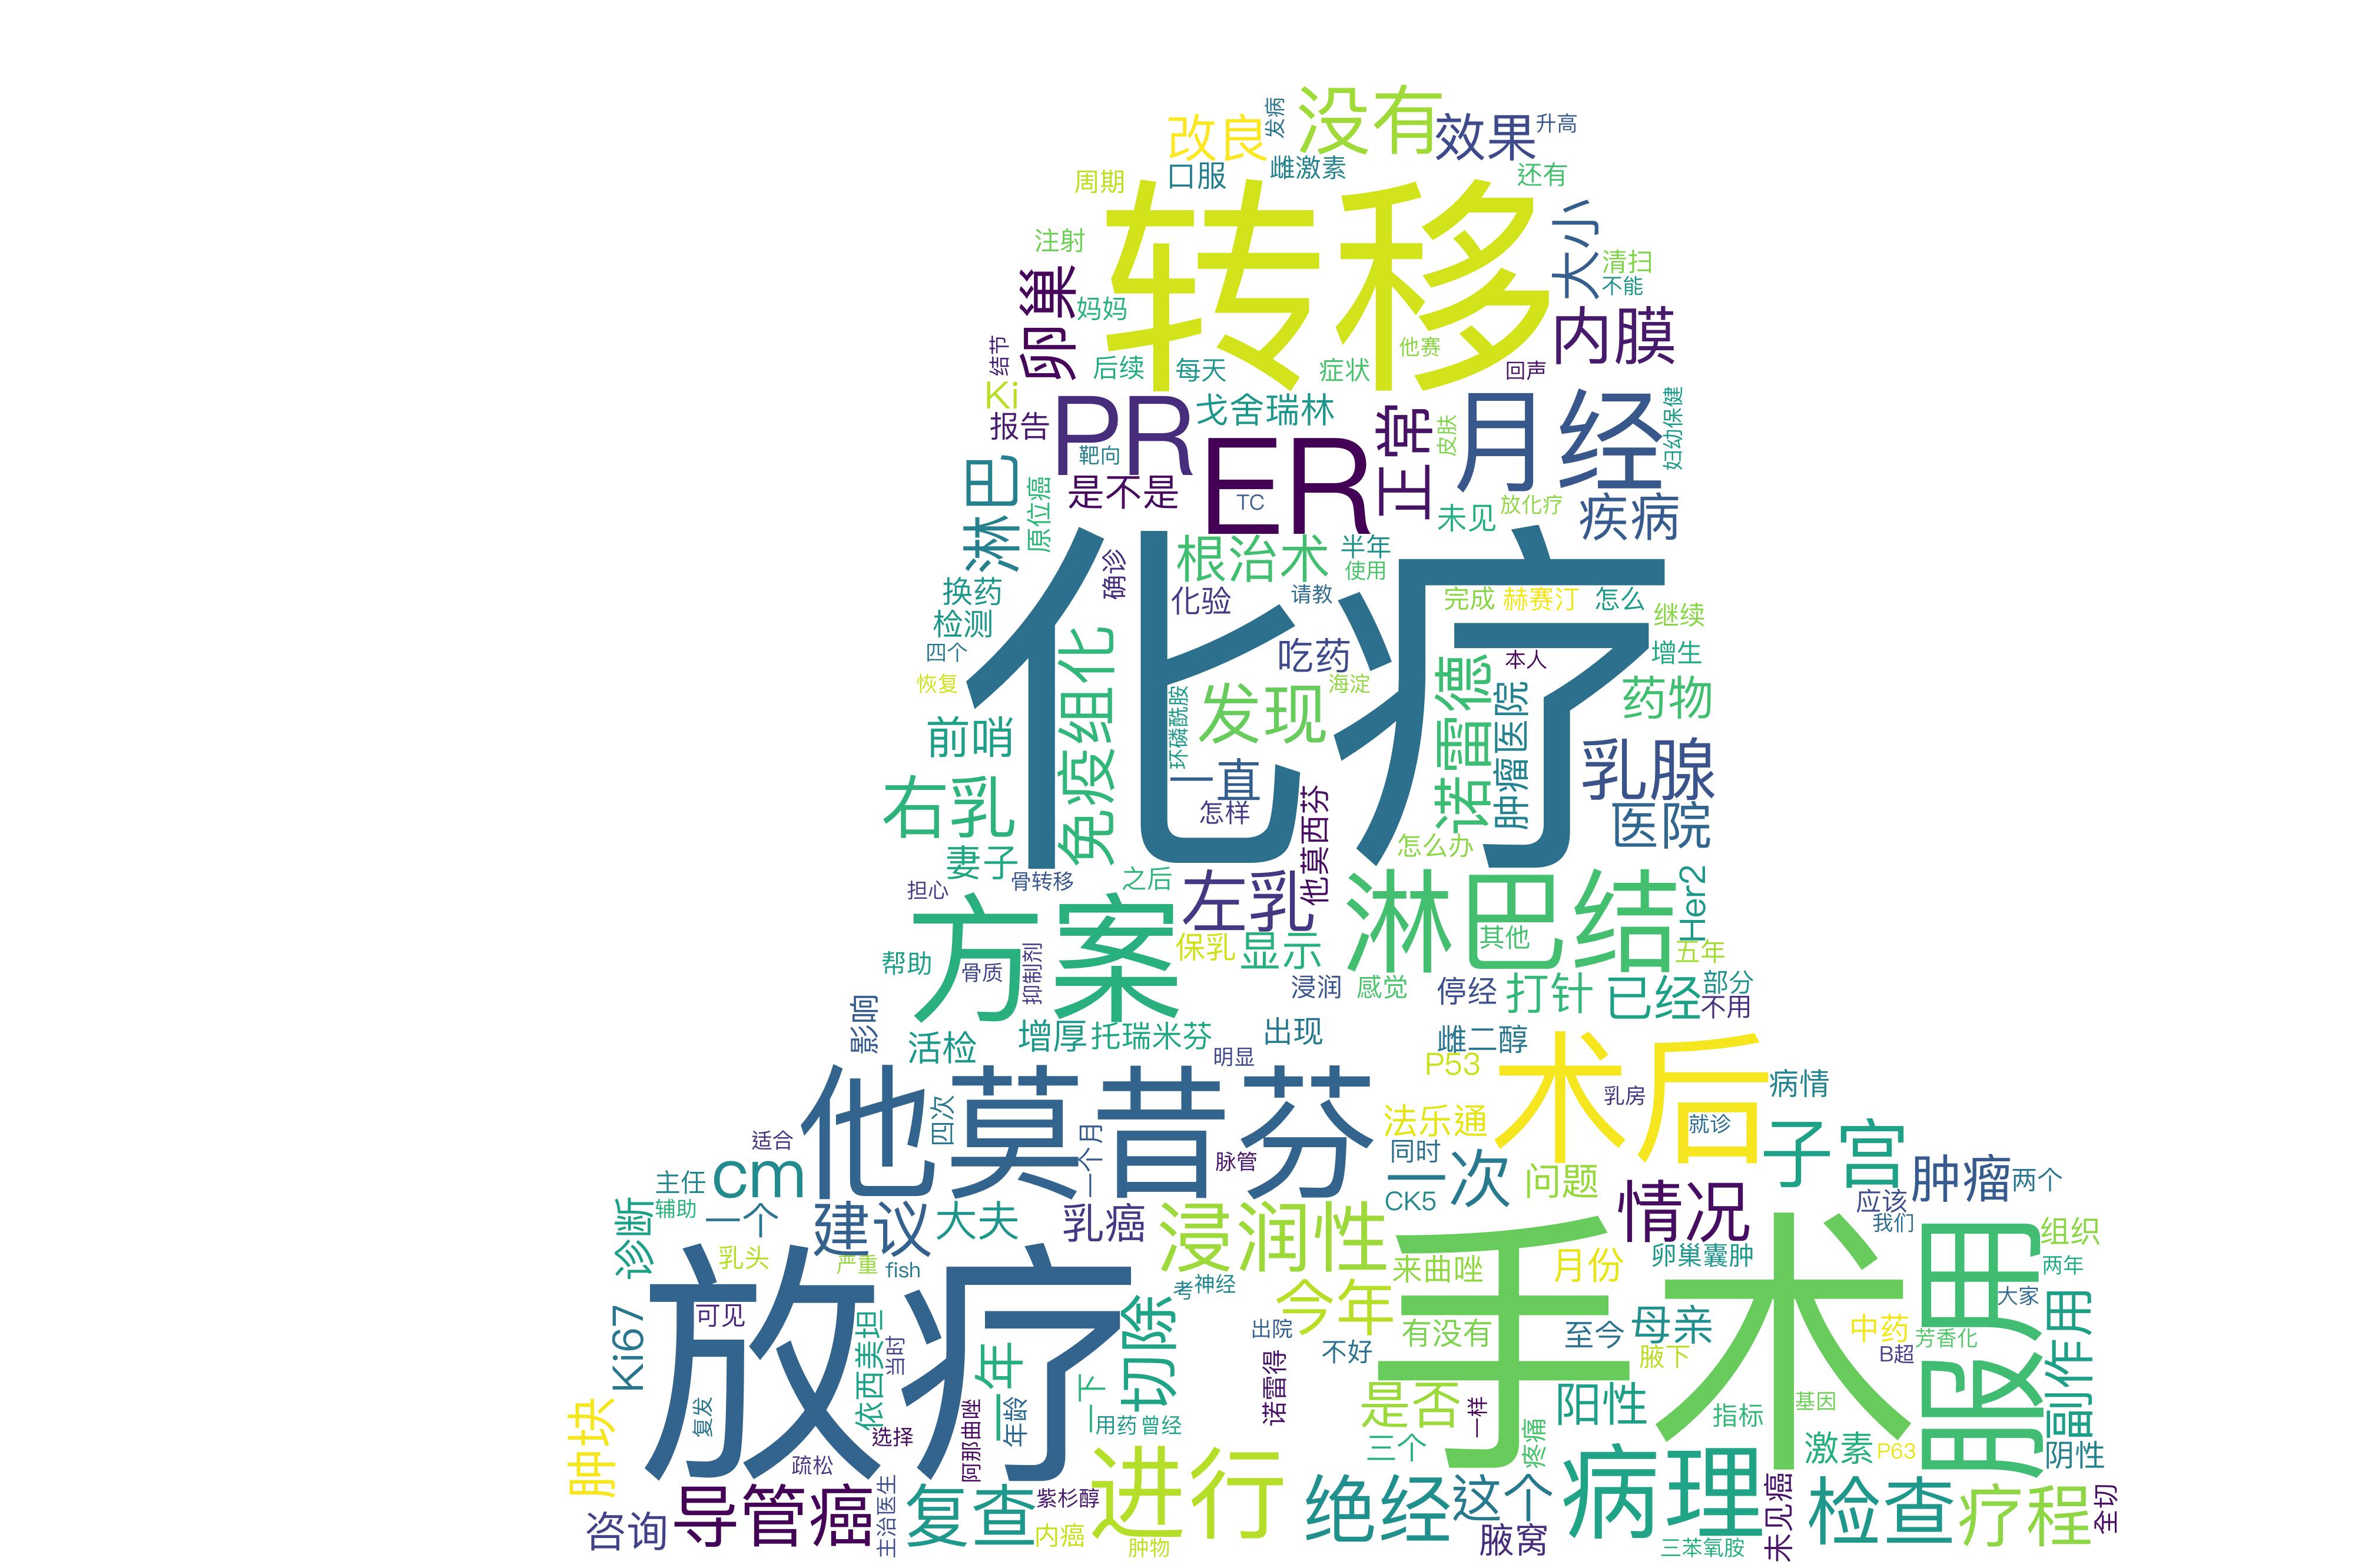 没有
改良
发病
效果
升高
口服
雌激素
还有
周期
转移
大小
注射
清扫
不能
卵巢
妈妈
内膜
他赛
结节
后续
每天
症状
回声
Ki
PR
戈舍瑞林
正常
月经
妇幼保健
报告
ER
皮肤
靶向
淋巴
是不是
TC
放化疗
原位癌
未见
疾病
化疗
根治术
半年
确诊
使用
换药
化验
请教
完成
赫赛汀
怎么
继续
检测
四个
免疫组化
吃药
诺雷德
本人
增生
恢复
环磷酰胺
发现
海淀
肿瘤医院
药物
前哨
一直
乳腺
右乳
怎样
他莫西芬
怎么办
医院
妻子
骨转移
之后
左乳
淋巴结
Her2
担心
方案
保乳
显示
其他
五年
帮助
骨质
抑制剂
浸润
感觉
停经
打针
已经
部分
不用
影响
活检
增厚
托瑞米芬
出现
雌二醇
明显
P53
术后
病情
他莫昔芬
乳房
四次
法乐通
就诊
适合
一个月
脉管
同时
子宫
主任
cm
一次
问题
肿瘤
两个
辅助
一个
建议
大夫
乳癌
浸润性
CK5
情况
应该
诊断
手术
我们
服用
组织
乳头
严重
fish
来曲唑
月份
卵巢囊肿
两年
放疗
考
神经
今年
大家
可见
切除
出院
有没有
至今
母亲
中药
芳香化
副作用
Ki67
依西美坦
当时
一年
不好
腋下
B超
肿块
复发
一下
诺雷得
是否
阳性
基因
选择
阿那曲唑
年龄
用药
曾经
一样
指标
疏松
三个
疼痛
激素
P63
阴性
导管癌
主治医生
复查
紫杉醇
进行
绝经
这个
病理
未见癌
检查
疗程
全切
咨询
内癌
肿物
腋窝
三苯氧胺